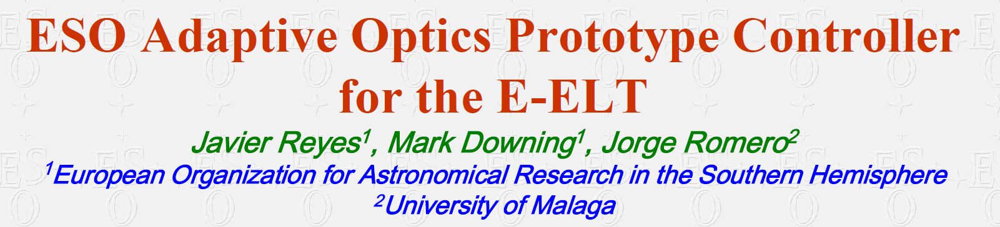 ESO Adaptive Optics Prototype Controller
for the E-ELT
Javier Reyes¹, Mark Downing¹, Jorge Romero²
¹European Organization for Astronomical Research in the Southern Hemisphere
²University of Malaga